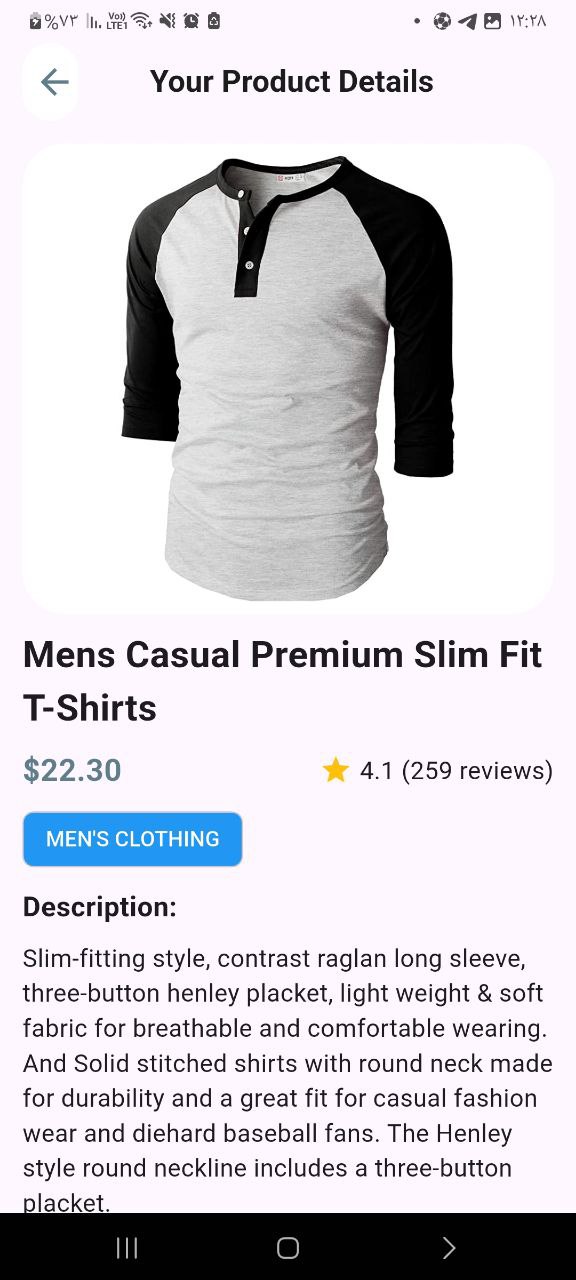 %۷۳ Vo)) LTE1 ۱۲:۲۸
Your Product Details
Mens Casual Premium Slim Fit
T-Shirts
$22.30 4.1 (259 reviews)
MEN'S CLOTHING
Description:
Slim-fitting style, contrast raglan long sleeve,
three-button henley placket, light weight & soft
fabric for breathable and comfortable wearing.
And Solid stitched shirts with round neck made
for durability and a great fit for casual fashion
wear and diehard baseball fans. The Henley
style round neckline includes a three-button
placket.